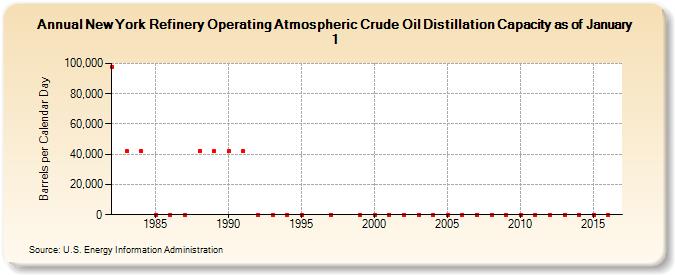 Annual New York Refinery Operating Atmospheric Crude Oil Distillation Capacity as of January
1
Barrels per Calendar Day
100,000
80,000
60,000
40,000
20,000
0
1985 1990 1995 2000 2005 2010 2015
Source: U.S. Energy Information Administration